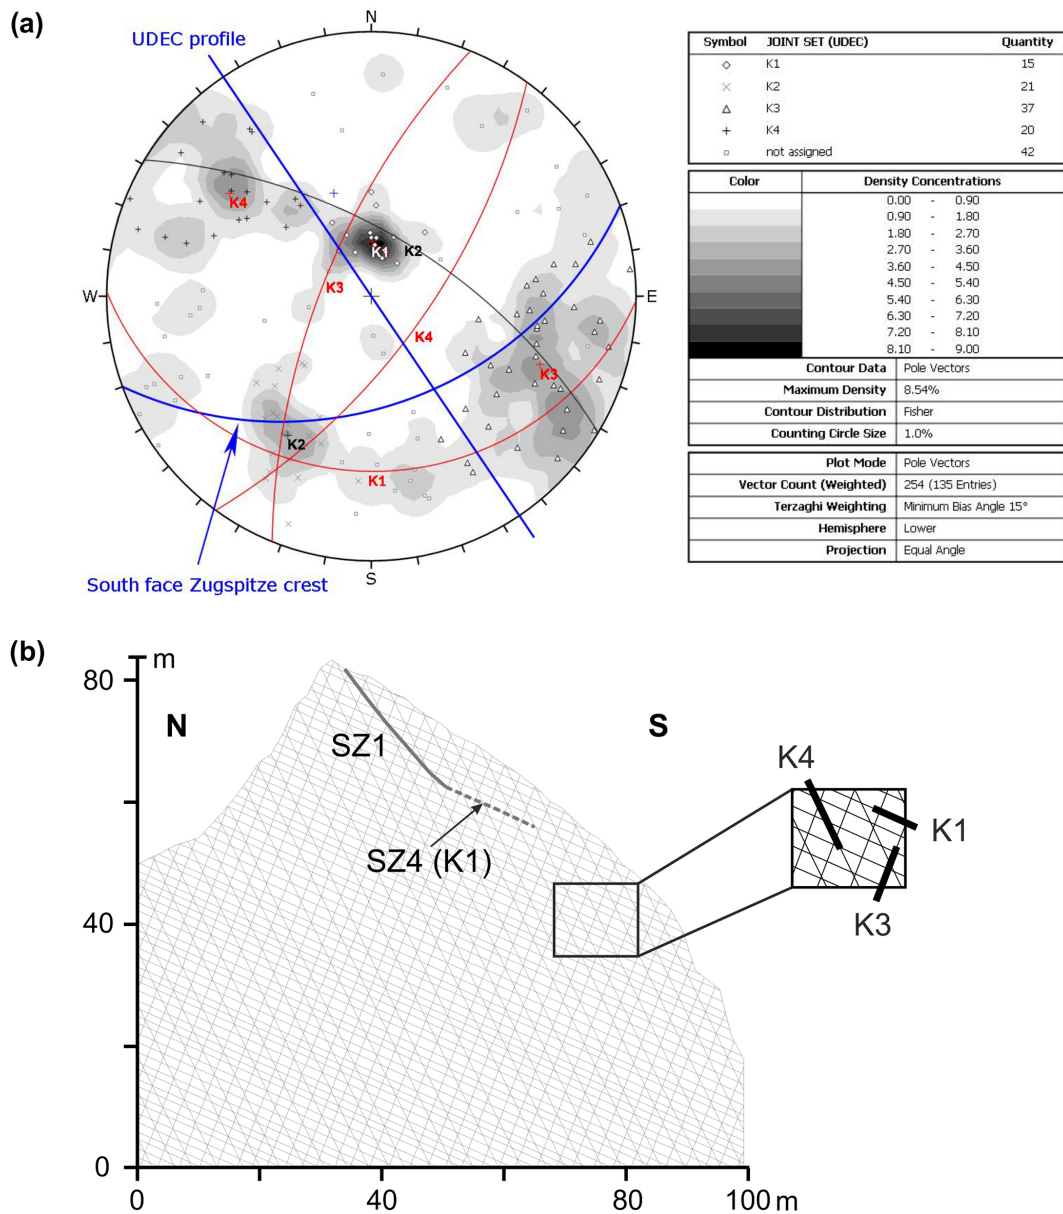 (a)
N
UDEC profile
K4
K1
K2
K3
W
E
K4
K3
K2
K1
S
South face Zugspitze crest
Symbol JOINT SET (UDEC) Quantity
K1 15
K2 21
K3 37
K4 20
not assigned 42
Color Density Concentrations
0.00 - 0.90
0.90 - 1.80
1.80 - 2.70
2.70 - 3.60
3.60 - 4.50
4.50 - 5.40
5.40 - 6.30
6.30 - 7.20
7.20 - 8.10
8.10 - 9.00
Contour Data Pole Vectors
Maximum Density 8.54%
Contour Distribution Fisher
Counting Circle Size 1.0%
Plot Mode Pole Vectors
Vector Count (Weighted) 254 (135 Entries)
Terzaghi Weighting Minimum Bias Angle 15°
Hemisphere Lower
Projection Equal Angle
(b)
m
80
N
S
SZ1
K4
K1
SZ4 (K1)
K3
40
0
0 40 80 100 m